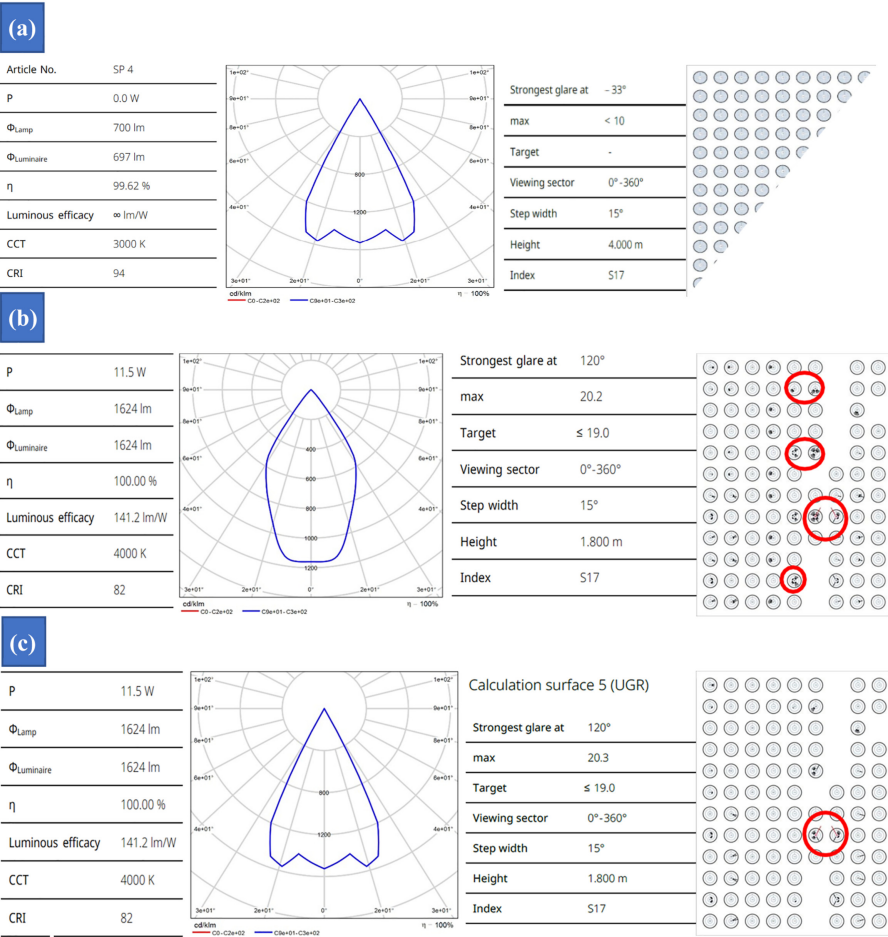 (a)
Article No. SP 4
P 0.0 W
ΦLamp 700 lm
ΦLuminaire 697 lm
η 99.62 %
Luminous efficacy ∞ lm/W
CCT 3000 K
CRI 94
1e+02° 1e+02°
9e+01° 9e+01°
8e+01° 8e+01°
6e+01° 800 6e+01°
4e+01° 1200 4e+01°
3e+01° 2e+01° 0° 2e+01° 3e+01°
cd/klm η = 100%
C0-C2e+02 C9e+01-C3e+02
Strongest glare at - 33°
max < 10
Target -
Viewing sector 0°-360°
Step width 15°
Height 4.000 m
Index S17
(b)
P 11.5 W
ΦLamp 1624 lm
ΦLuminaire 1624 lm
η 100.00 %
Luminous efficacy 141.2 lm/W
CCT 4000 K
CRI 82
1e+02° 1e+02°
9e+01° 9e+01°
8e+01° 8e+01°
400
6e+01° 6e+01°
600
800
4e+01° 4e+01°
1000
1200
3e+01° 2e+01° 0° 2e+01° 3e+01°
cd/klm η = 100%
C0-C2e+02 C9e+01-C3e+02
Strongest glare at 120°
max 20.2
Target ≤ 19.0
Viewing sector 0°-360°
Step width 15°
Height 1.800 m
Index S17
(c)
P 11.5 W
ΦLamp 1624 lm
ΦLuminaire 1624 lm
η 100.00 %
Luminous efficacy 141.2 lm/W
CCT 4000 K
CRI 82
1e+02° 1e+02°
9e+01° 9e+01°
8e+01° 8e+01°
6e+01° 6e+01°
800
4e+01° 1200 4e+01°
3e+01° 2e+01° 0° 2e+01° 3e+01°
cd/klm η = 100%
C0-C2e+02 C9e+01-C3e+02
Calculation surface 5 (UGR)
Strongest glare at 120°
max 20.3
Target ≤ 19.0
Viewing sector 0°-360°
Step width 15°
Height 1.800 m
Index S17